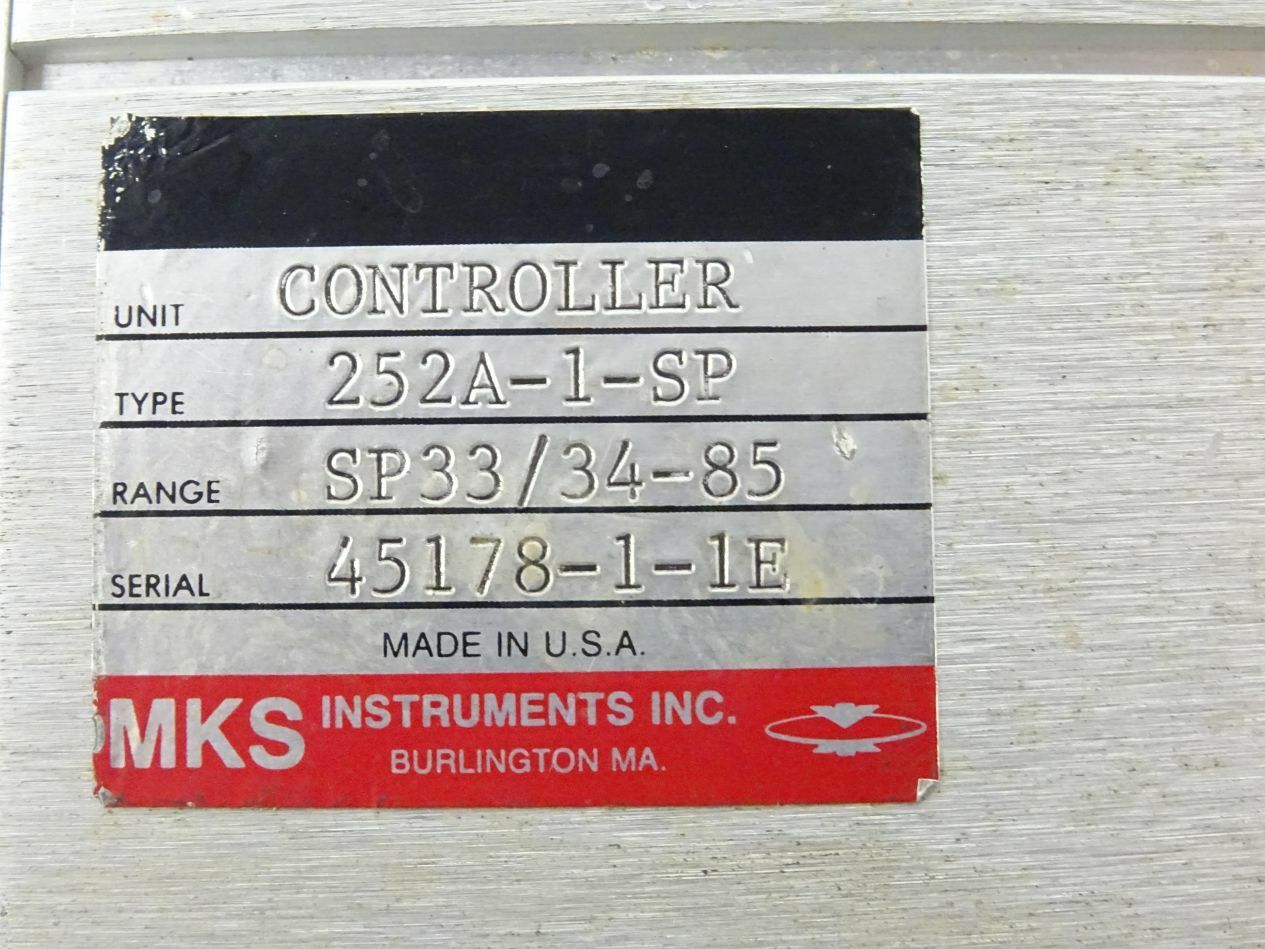 UNIT CONTROLLER
TYPE 252A-1-SP
RANGE SP33/34-85
SERIAL 45178-1-1E
MADE IN U.S.A.
MKS INSTRUMENTS INC.
BURLINGTON MA.